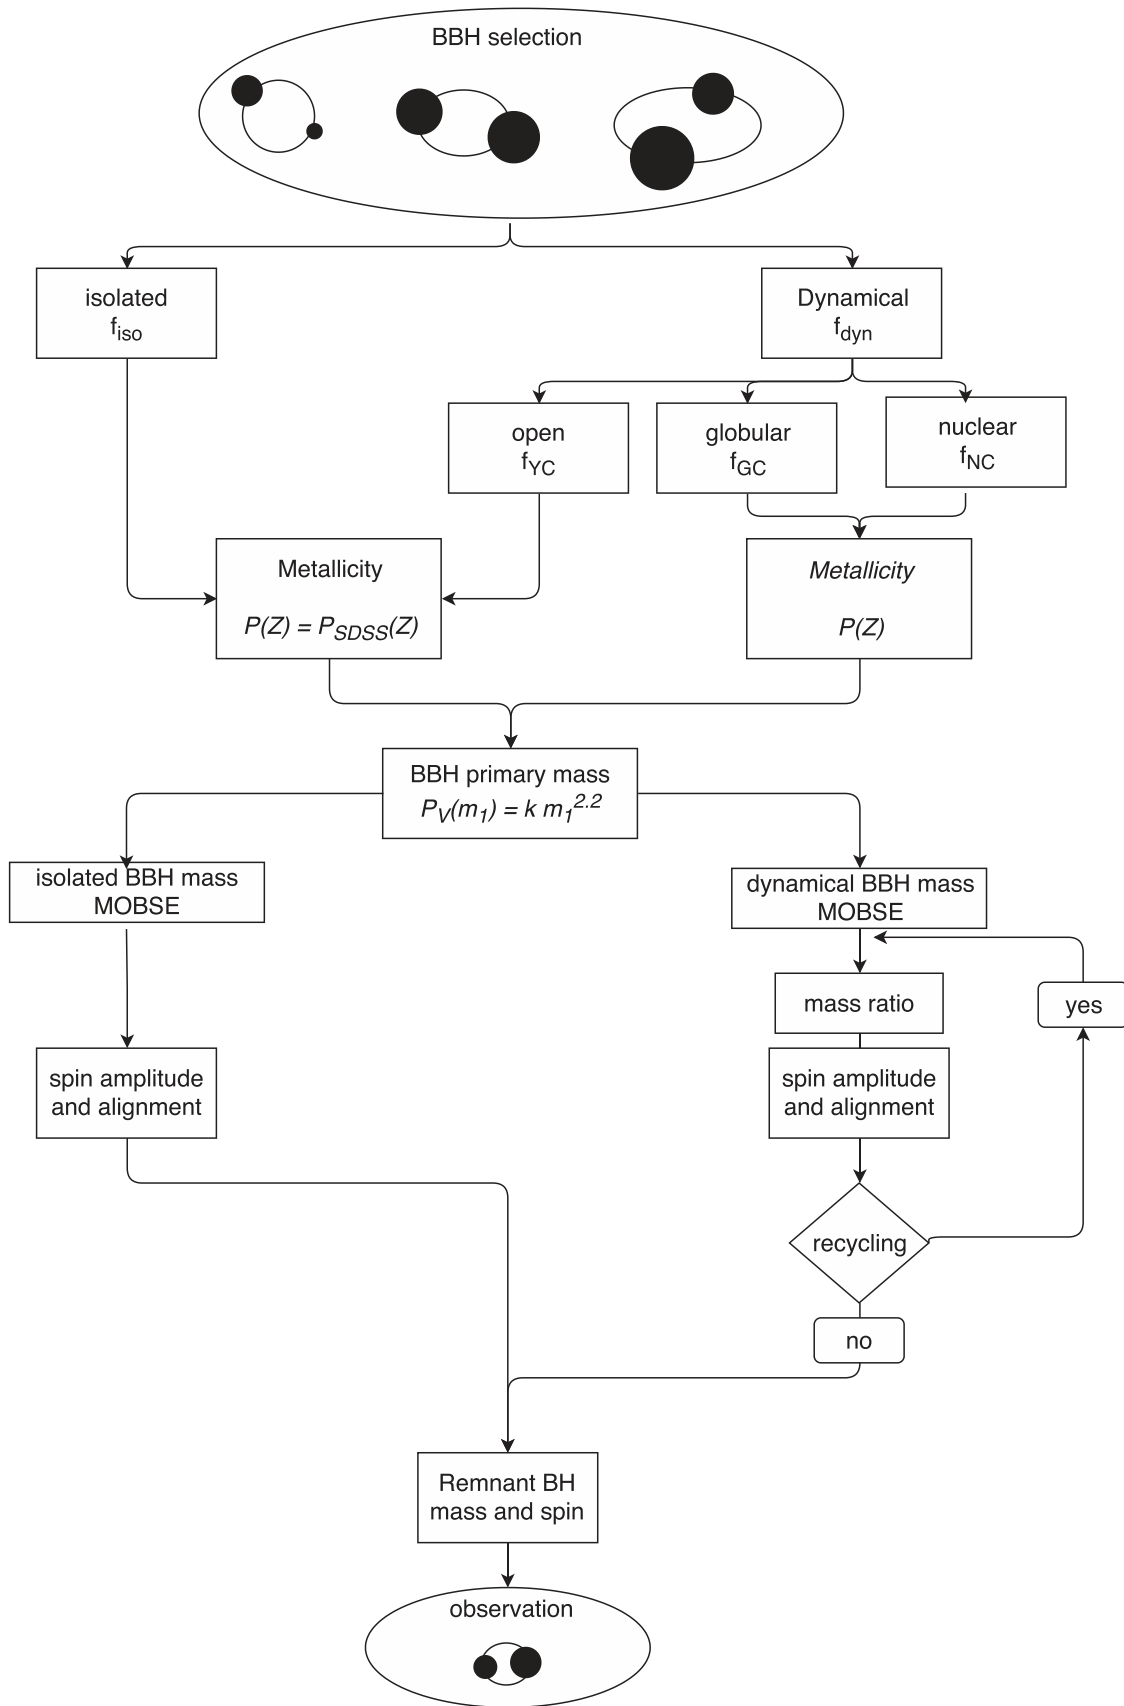 BBH selection
isolated
f_iso
Dynamical
f_dyn
open
f_YC
globular
f_GC
nuclear
f_NC
Metallicity
P(Z) = P_SDSS(Z)
Metallicity
P(Z)
BBH primary mass
P_V(m_1) = k m_1^2.2
isolated BBH mass
MOBSE
dynamical BBH mass
MOBSE
mass ratio
yes
spin amplitude
and alignment
spin amplitude
and alignment
recycling
no
Remnant BH
mass and spin
observation